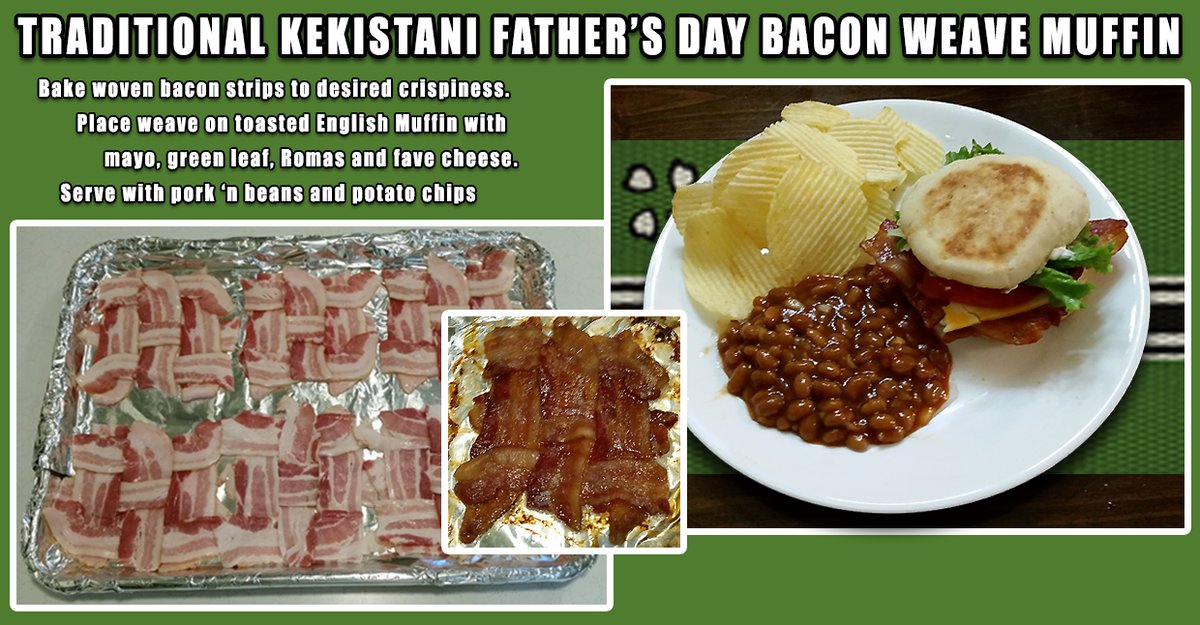 TRADITIONAL KEKISTANI FATHER’S DAY BACON WEAVE MUFFIN
Bake woven bacon strips to desired crispiness.
Place weave on toasted English Muffin with
mayo, green leaf, Romas and fave cheese.
Serve with pork ‘n beans and potato chips